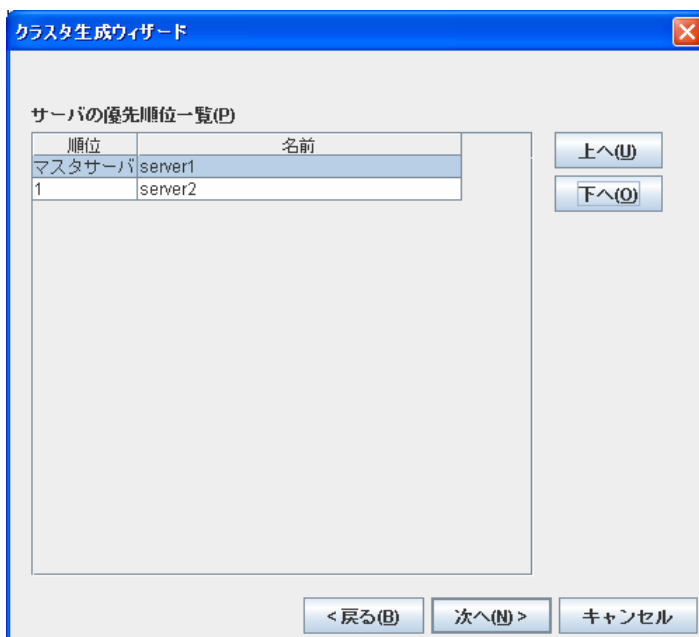 クラスタ生成ウィザード
サーバの優先順位一覧(P)
順位 名前
マスタサーバ server1
1 server2
上へ(U)
下へ(O)
<戻る(B)
次へ(N)>
キャンセル